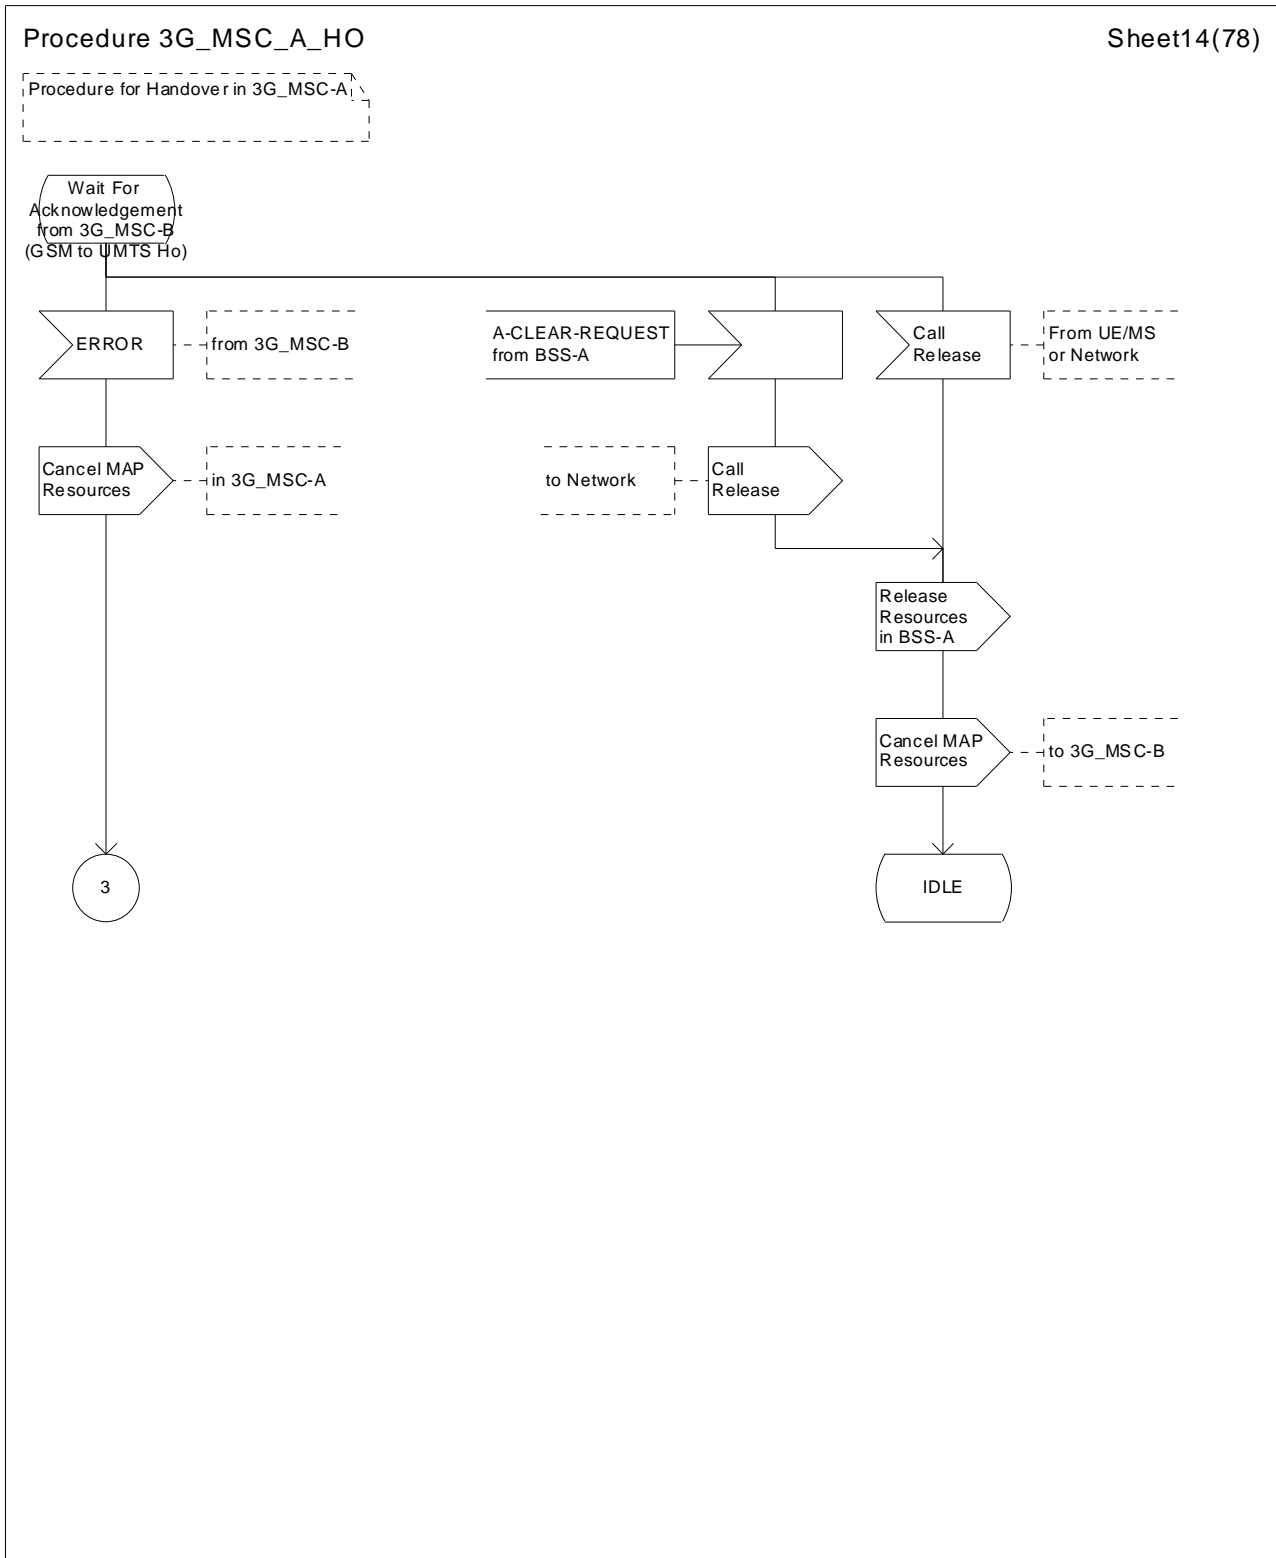 Procedure 3G_MSC_A_HO
Sheet14(78)
Procedure for Handover in 3G_MSC-A
Wait For
Acknowledgement
from 3G_MSC-B
(GSM to UMTS Ho)
ERROR
from 3G_MSC-B
A-CLEAR-REQUEST
from BSS-A
Call
Release
From UE/MS
or Network
Cancel MAP
Resources
in 3G_MSC-A
to Network
Call
Release
Release
Resources
in BSS-A
Cancel MAP
Resources
to 3G_MSC-B
3
IDLE